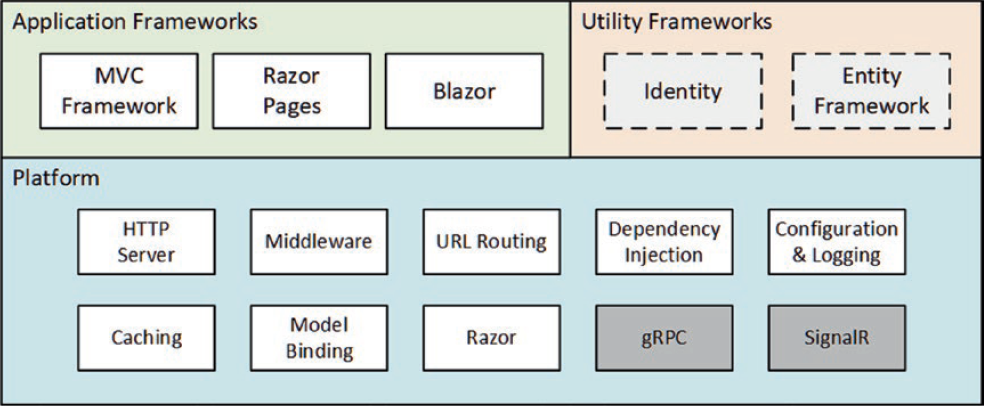 Application Frameworks
Utility Frameworks
MVC
Framework
Razor
Pages
Blazor
Identity
Entity
Framework
Platform
HTTP
Server
Middleware
URL Routing
Dependency
Injection
Configuration
& Logging
Caching
Model
Binding
Razor
gRPC
SignalR